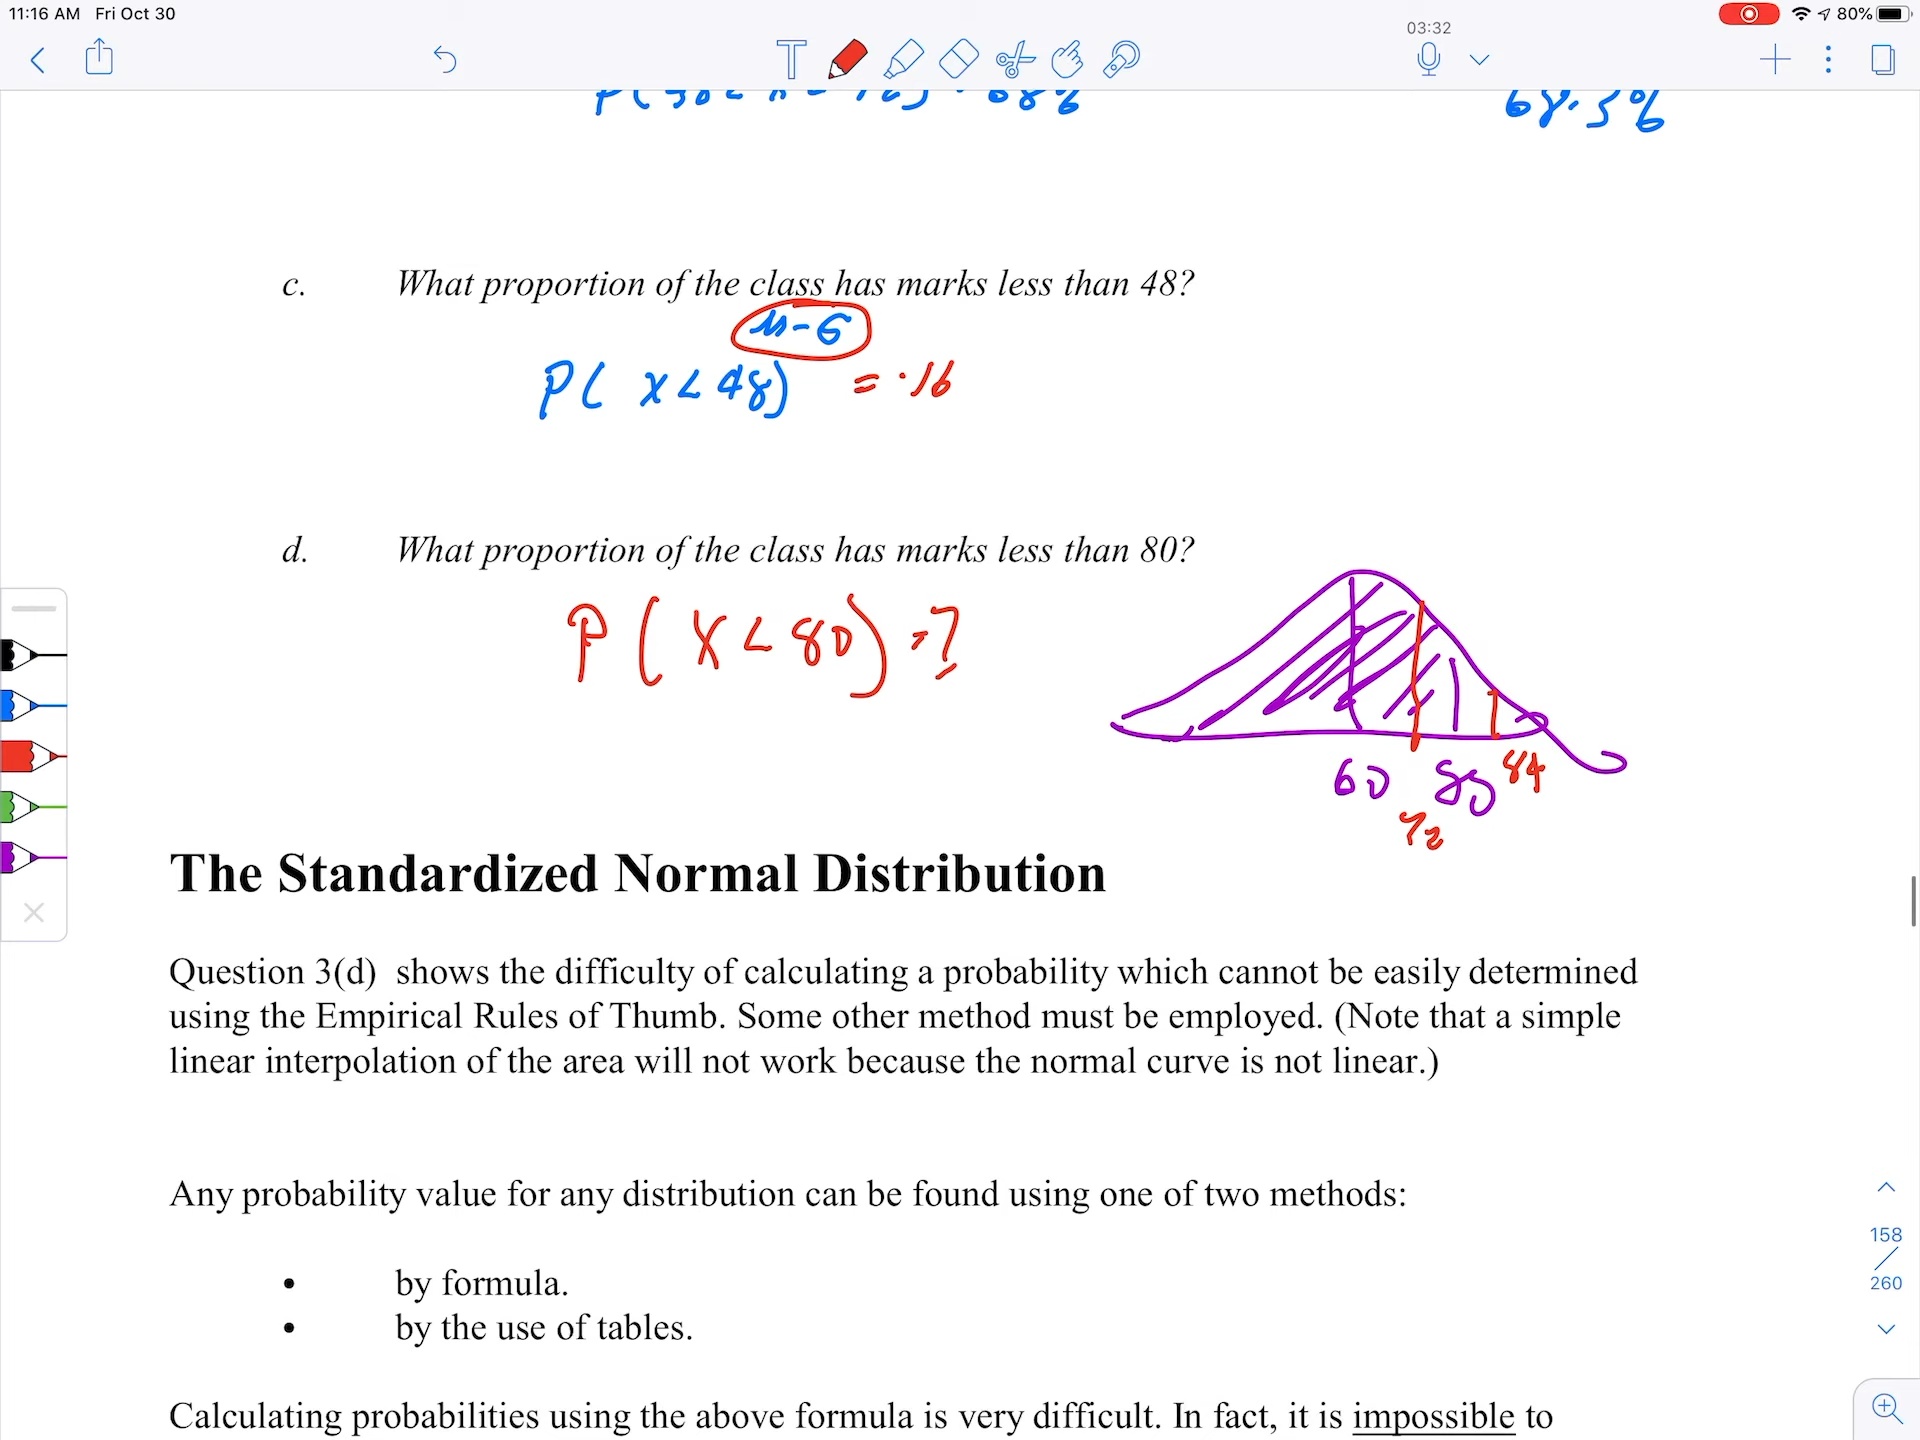 11:16 AM Fri Oct 30
80%
03:32
68%
68.3%
c. What proportion of the class has marks less than 48?
μ-σ
P( X < 48) = .16
d. What proportion of the class has marks less than 80?
P ( X < 80) = ?
60 80 84
72
The Standardized Normal Distribution
Question 3(d) shows the difficulty of calculating a probability which cannot be easily determined
using the Empirical Rules of Thumb. Some other method must be employed. (Note that a simple
linear interpolation of the area will not work because the normal curve is not linear.)
Any probability value for any distribution can be found using one of two methods:
• by formula.
• by the use of tables.
158
260
Calculating probabilities using the above formula is very difficult. In fact, it is impossible to